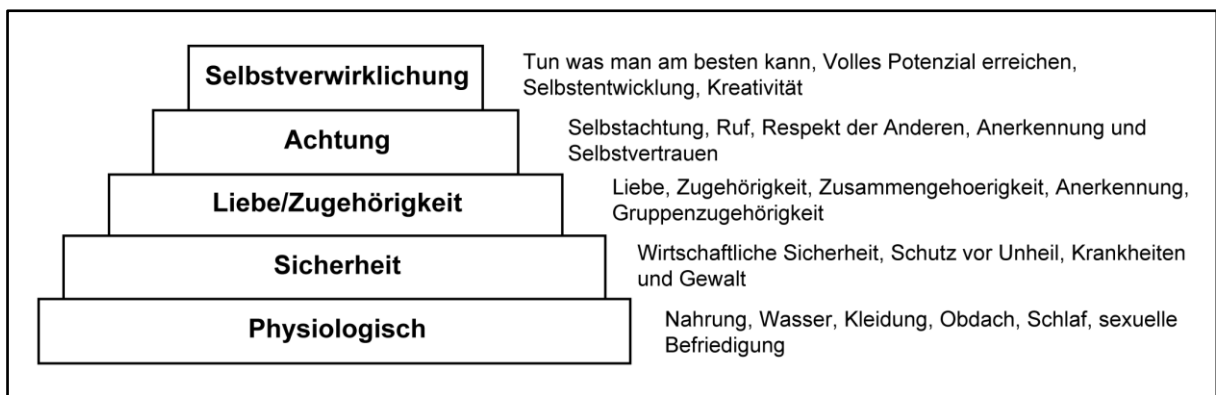 Selbstverwirklichung
Tun was man am besten kann, Volles Potenzial erreichen,
Selbstentwicklung, Kreativität
Achtung
Selbstachtung, Ruf, Respekt der Anderen, Anerkennung und
Selbstvertrauen
Liebe/Zugehörigkeit
Liebe, Zugehörigkeit, Zusammengehoerigkeit, Anerkennung,
Gruppenzugehörigkeit
Sicherheit
Wirtschaftliche Sicherheit, Schutz vor Unheil, Krankheiten
und Gewalt
Physiologisch
Nahrung, Wasser, Kleidung, Obdach, Schlaf, sexuelle
Befriedigung